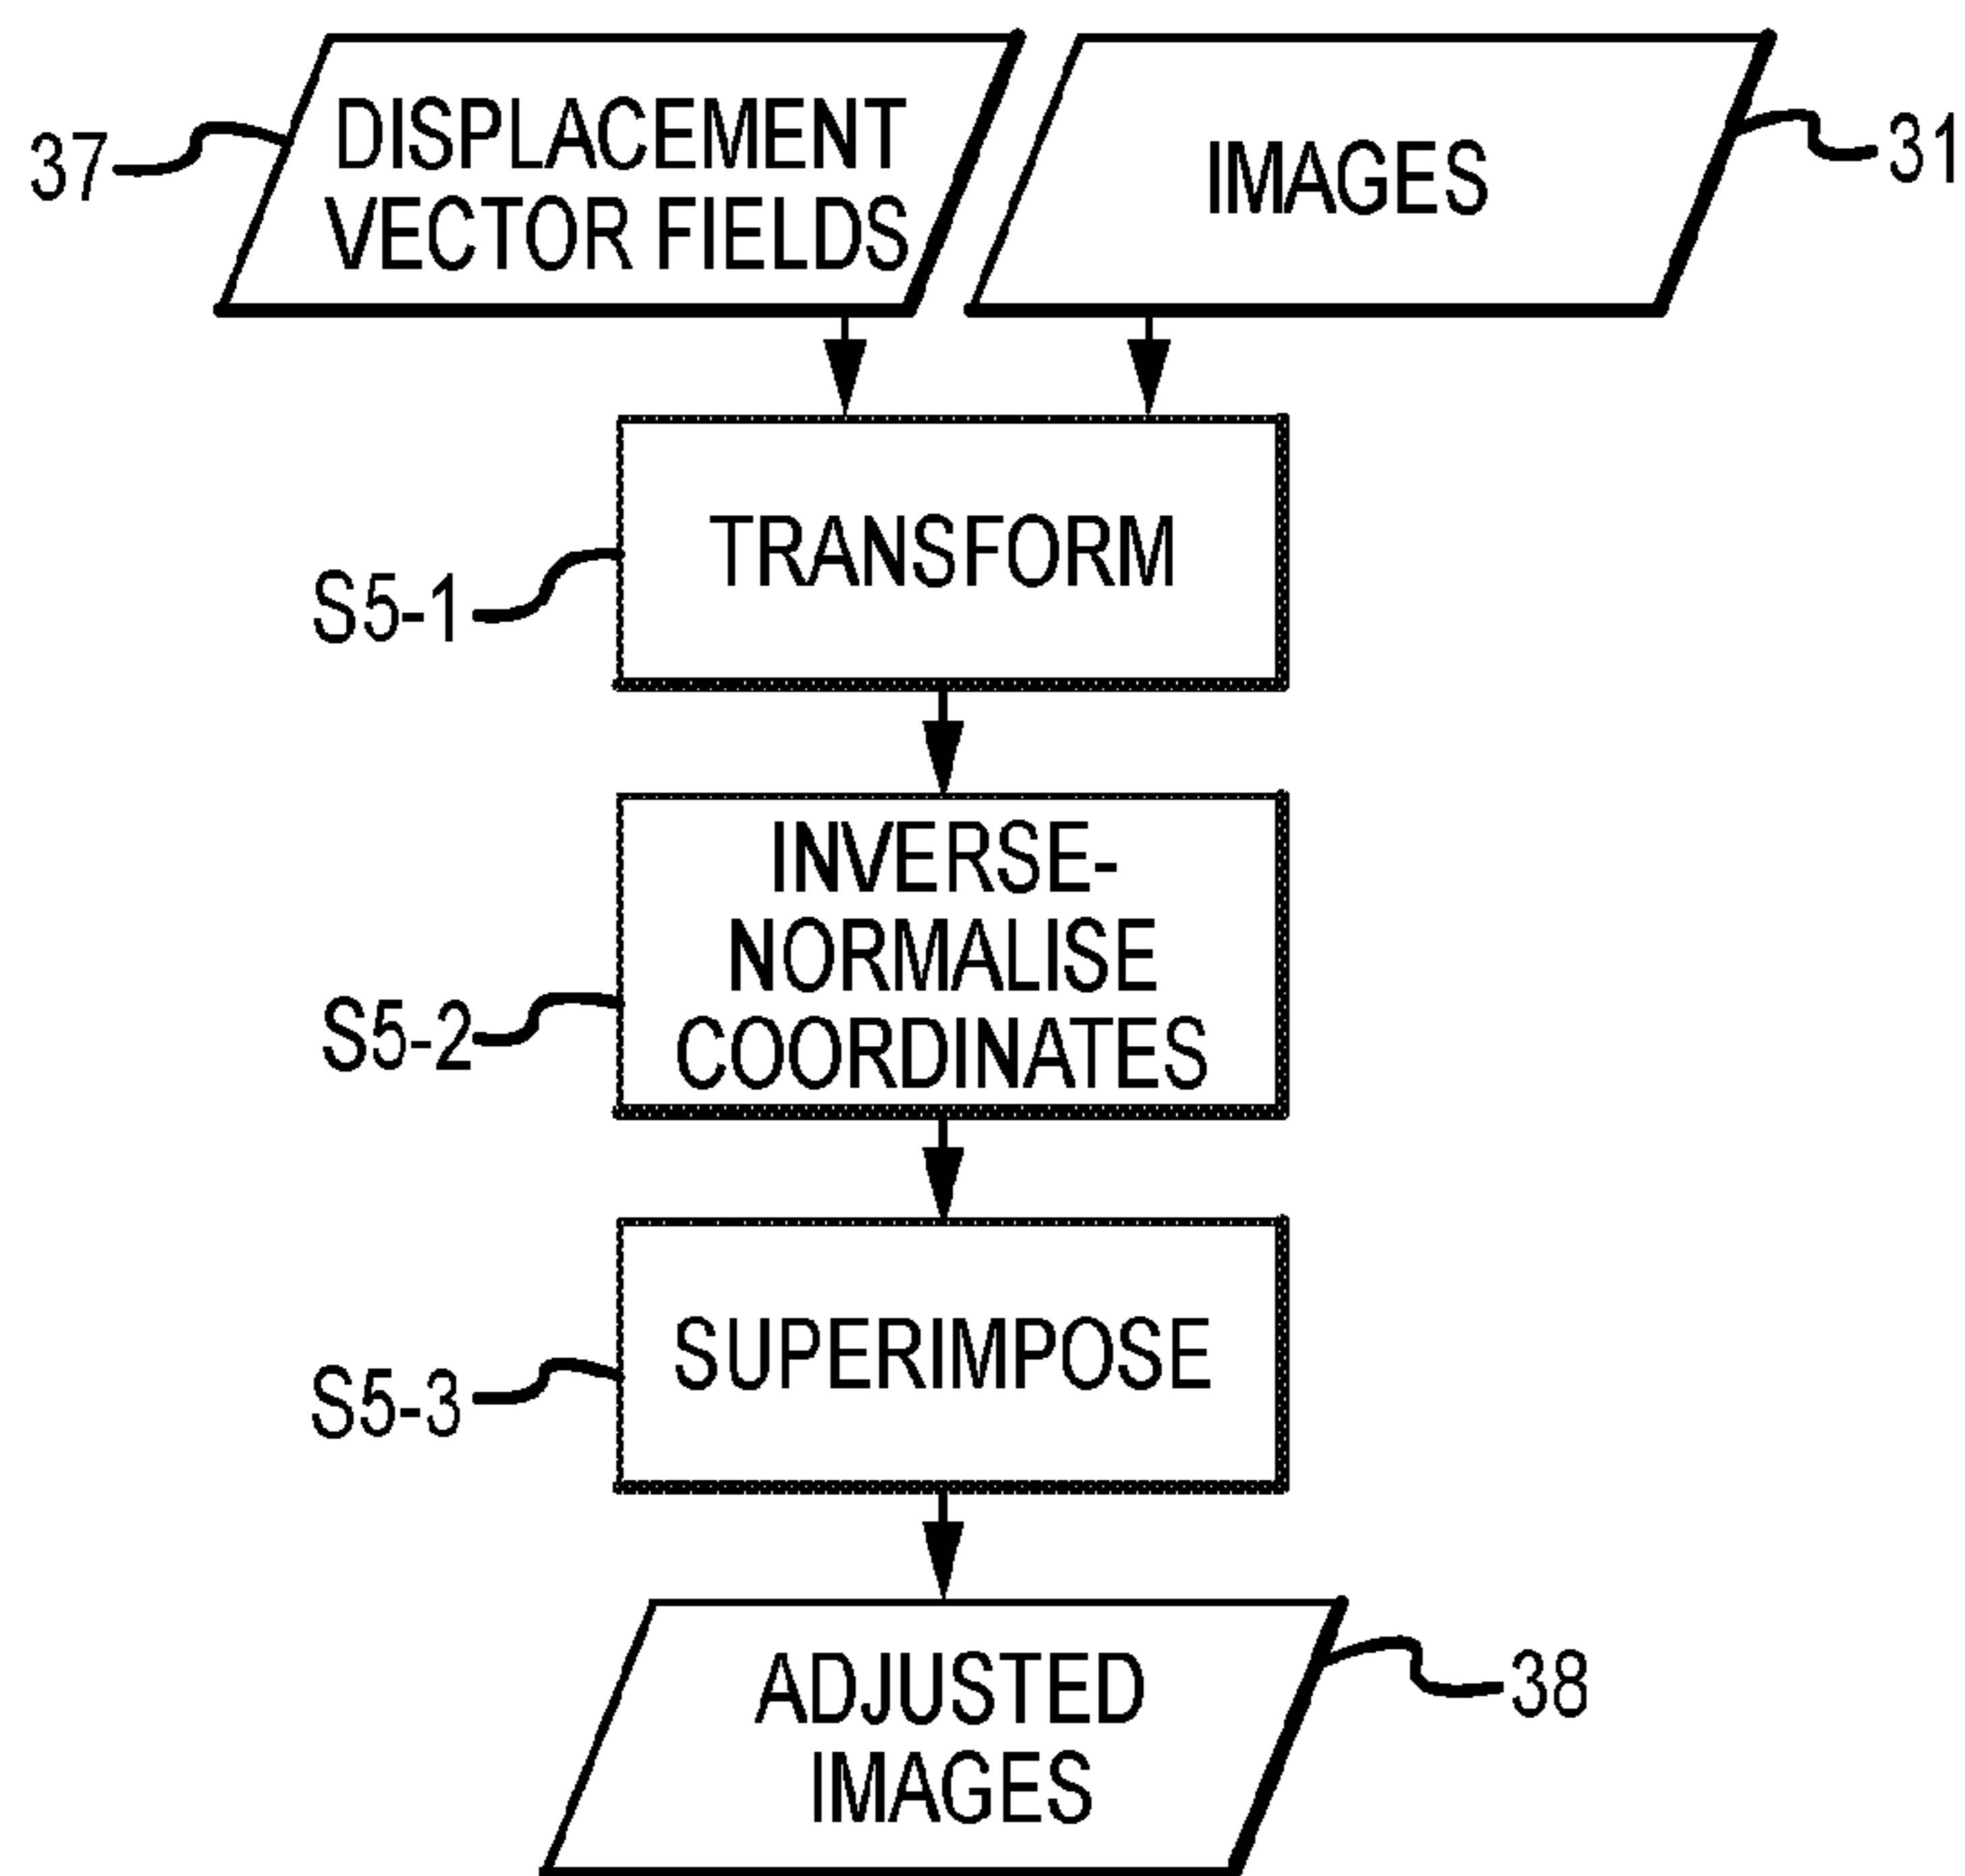 37
DISPLACEMENT
VECTOR FIELDS
IMAGES
31
TRANSFORM
S5-1
INVERSE-
NORMALISE
COORDINATES
S5-2
SUPERIMPOSE
S5-3
ADJUSTED
IMAGES
38